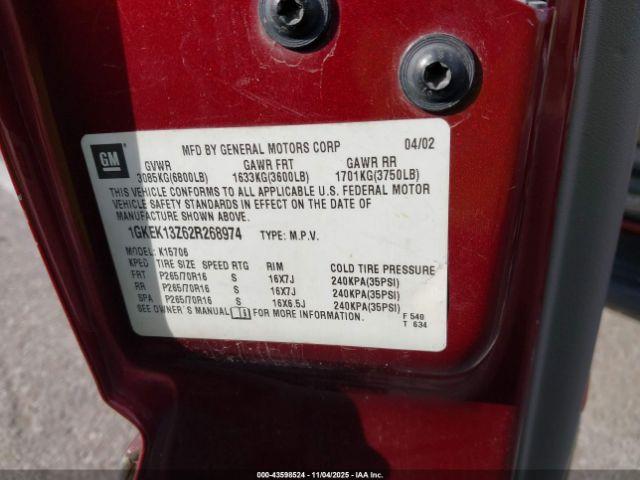 MFD BY GENERAL MOTORS CORP 04/02
GM
GVWR GAWR FRT GAWR RR
3085KG(6800LB) 1633KG(3600LB) 1701KG(3750LB)
THIS VEHICLE CONFORMS TO ALL APPLICABLE U.S. FEDERAL MOTOR
VEHICLE SAFETY STANDARDS IN EFFECT ON THE DATE OF
MANUFACTURE SHOWN ABOVE.
1GKEK13Z62R268974 TYPE: M.P.V.
MODEL: K15706
KPED TIRE SIZE SPEED RTG RIM COLD TIRE PRESSURE
FRT P265/70R16 S 16X7J 240KPA(35PSI)
RR P265/70R16 S 16X7J 240KPA(35PSI)
SPA P265/70R16 S 16X6.5J 240KPA(35PSI)
SEE OWNER'S MANUAL FOR MORE INFORMATION.
F 540
T 634
000-43598524 - 11/04/2025 - IAA Inc.